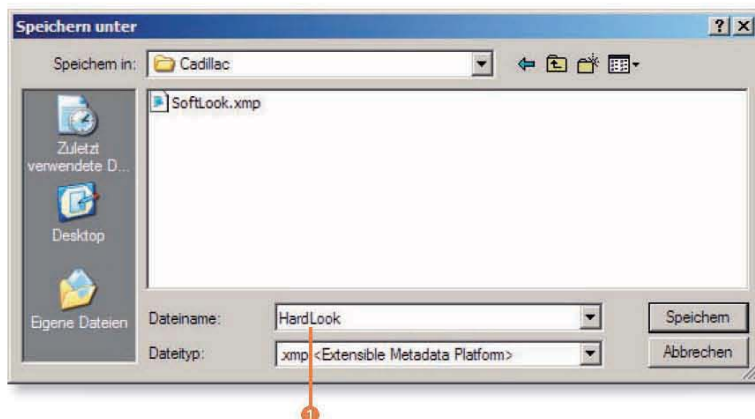 Speichern unter
Speichern in:
Cadillac
SoftLook.xmp
Zuletzt
verwendete D...
Desktop
Eigene Dateien
Dateiname:
HardLook
Speichern
Dateityp:
.xmp <Extensible Metadata Platform>
Abbrechen
1